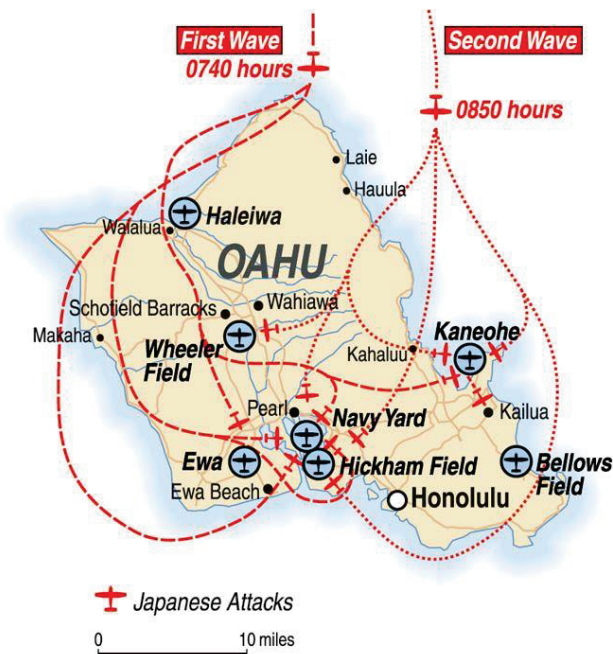 First Wave
0740 hours
Second Wave
0850 hours
Laie
Hauula
Haleiwa
Waialua
OAHU
Schofield Barracks
Wahiawa
Makaha
Wheeler
Field
Kahaluu
Kaneohe
Pearl
Navy Yard
Kailua
Ewa
Hickham Field
Bellows
Field
Ewa Beach
Honolulu
Japanese Attacks
0
10 miles